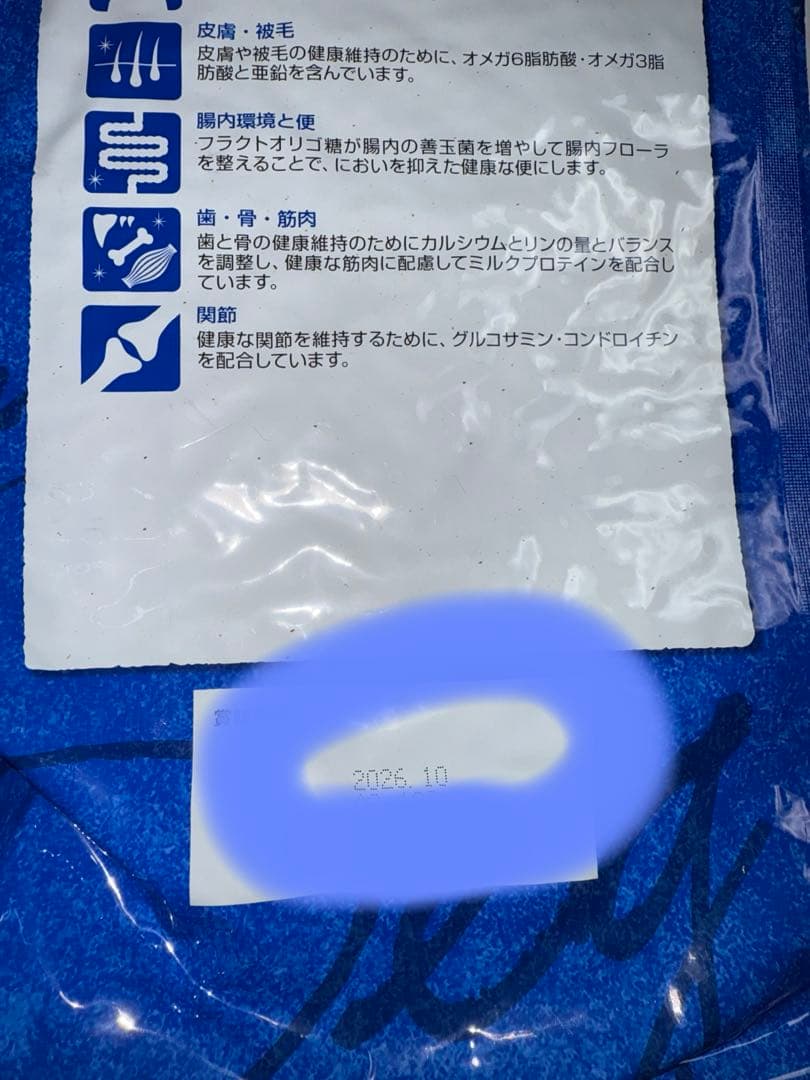 皮膚・被毛
皮膚や被毛の健康維持のために、オメガ6脂肪酸・オメガ3脂
肪酸と亜鉛を含んでいます。
腸内環境と便
フラクトオリゴ糖が腸内の善玉菌を増やして腸内フローラ
を整えることで、においを抑えた健康な便にします。
歯・骨・筋肉
歯と骨の健康維持のためにカルシウムとリンの量とバランス
を調整し、健康な筋肉に配慮してミルクプロテインを配合し
ています。
関節
健康な関節を維持するために、グルコサミン・コンドロイチン
を配合しています。
賞
2026.10